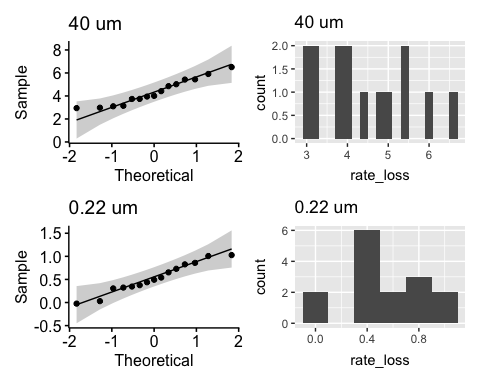 40 um
Sample
8
6
4
2
0
-2 -1 0 1 2
Theoretical
40 um
count
2.0
1.5
1.0
0.5
0.0
3 4 5 6
rate_loss
0.22 um
Sample
1.5
1.0
0.5
0.0
-0.5
-2 -1 0 1 2
Theoretical
0.22 um
count
6
4
2
0
0.0 0.4 0.8
rate_loss